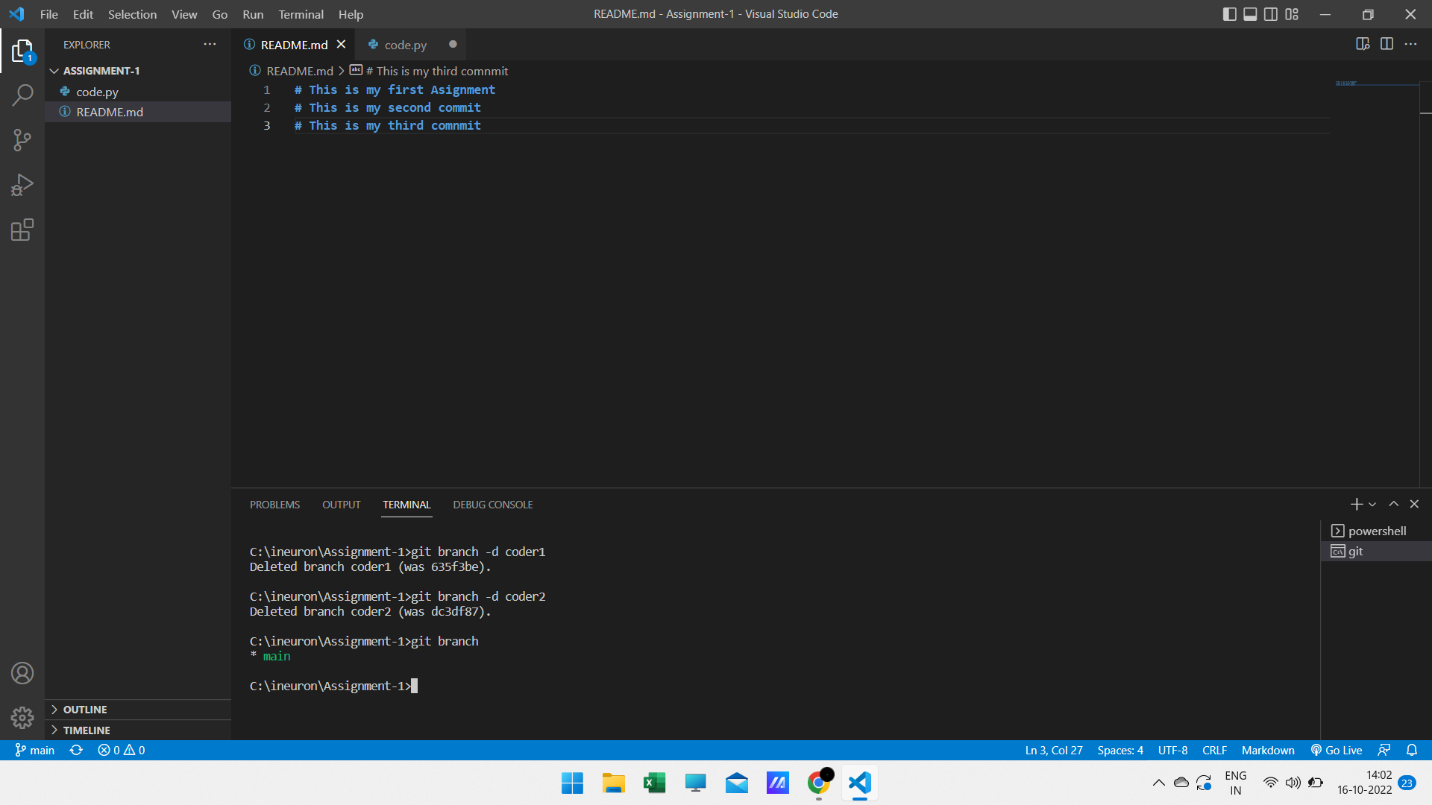 File Edit Selection View Go Run Terminal Help
README.md - Assignment-1 - Visual Studio Code
1
EXPLORER
ASSIGNMENT-1
code.py
README.md
OUTLINE
TIMELINE
README.md code.py
README.md > # This is my third comnmit
1 # This is my first Asignment
2 # This is my second commit
3 # This is my third comnmit
PROBLEMS OUTPUT TERMINAL DEBUG CONSOLE
C:\ineuron\Assignment-1>git branch -d coder1
Deleted branch coder1 (was 635f3be).
C:\ineuron\Assignment-1>git branch -d coder2
Deleted branch coder2 (was dc3df87).
C:\ineuron\Assignment-1>git branch
* main
C:\ineuron\Assignment-1>
powershell
git
main 0 0 Ln 3, Col 27 Spaces: 4 UTF-8 CRLF Markdown Go Live
ENG
IN
14:02
16-10-2022
23